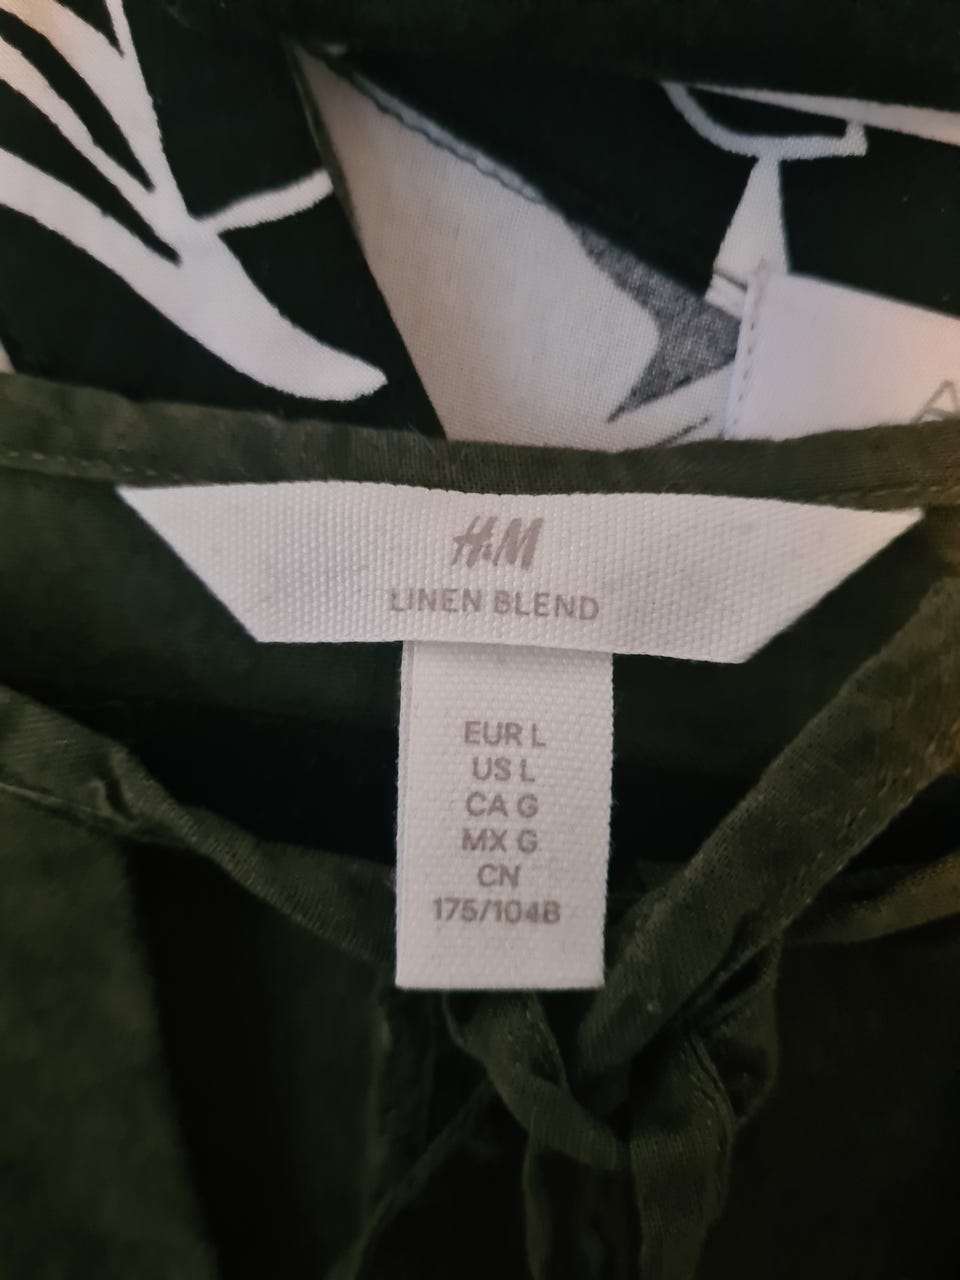 H&M
LINEN BLEND
EUR L
US L
CA G
MX G
CN
175/104B